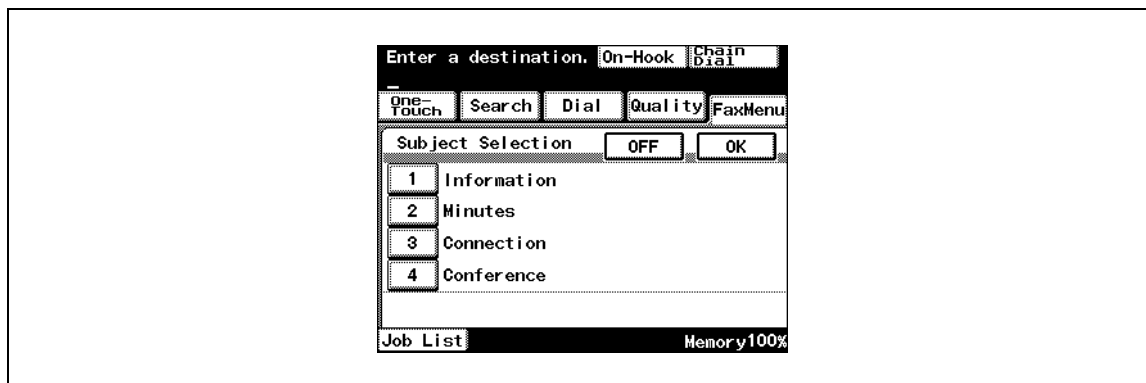 Enter a destination. On-Hook Chain Dial
One-Touch Search Dial Quality FaxMenu
Subject Selection OFF OK
1 Information
2 Minutes
3 Connection
4 Conference
Job List Memory100%